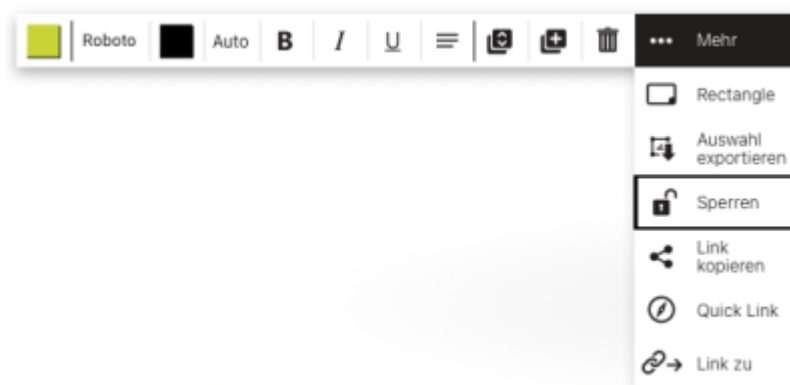 Roboto Auto B I U Mehr
Rectangle
Auswahl
exportieren
Sperren
Link
kopieren
Quick Link
Link zu